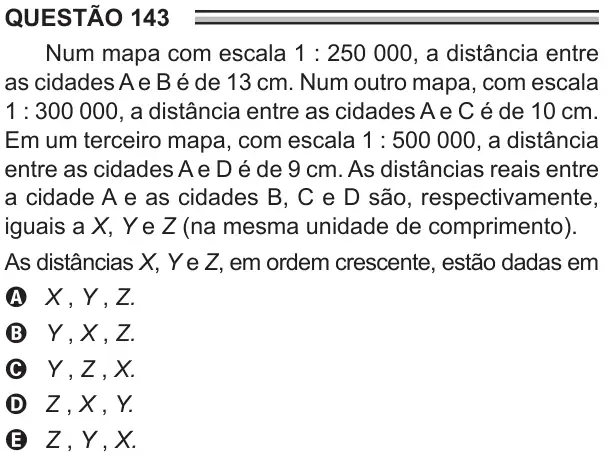 QUESTÃO 143
Num mapa com escala 1 : 250 000, a distância entre
as cidades A e B é de 13 cm. Num outro mapa, com escala
1 : 300 000, a distância entre as cidades A e C é de 10 cm.
Em um terceiro mapa, com escala 1 : 500 000, a distância
entre as cidades A e D é de 9 cm. As distâncias reais entre
a cidade A e as cidades B, C e D são, respectivamente,
iguais a X, Y e Z (na mesma unidade de comprimento).
As distâncias X, Y e Z, em ordem crescente, estão dadas em
A X , Y , Z.
B Y , X , Z.
C Y , Z , X.
D Z , X , Y.
E Z , Y , X.